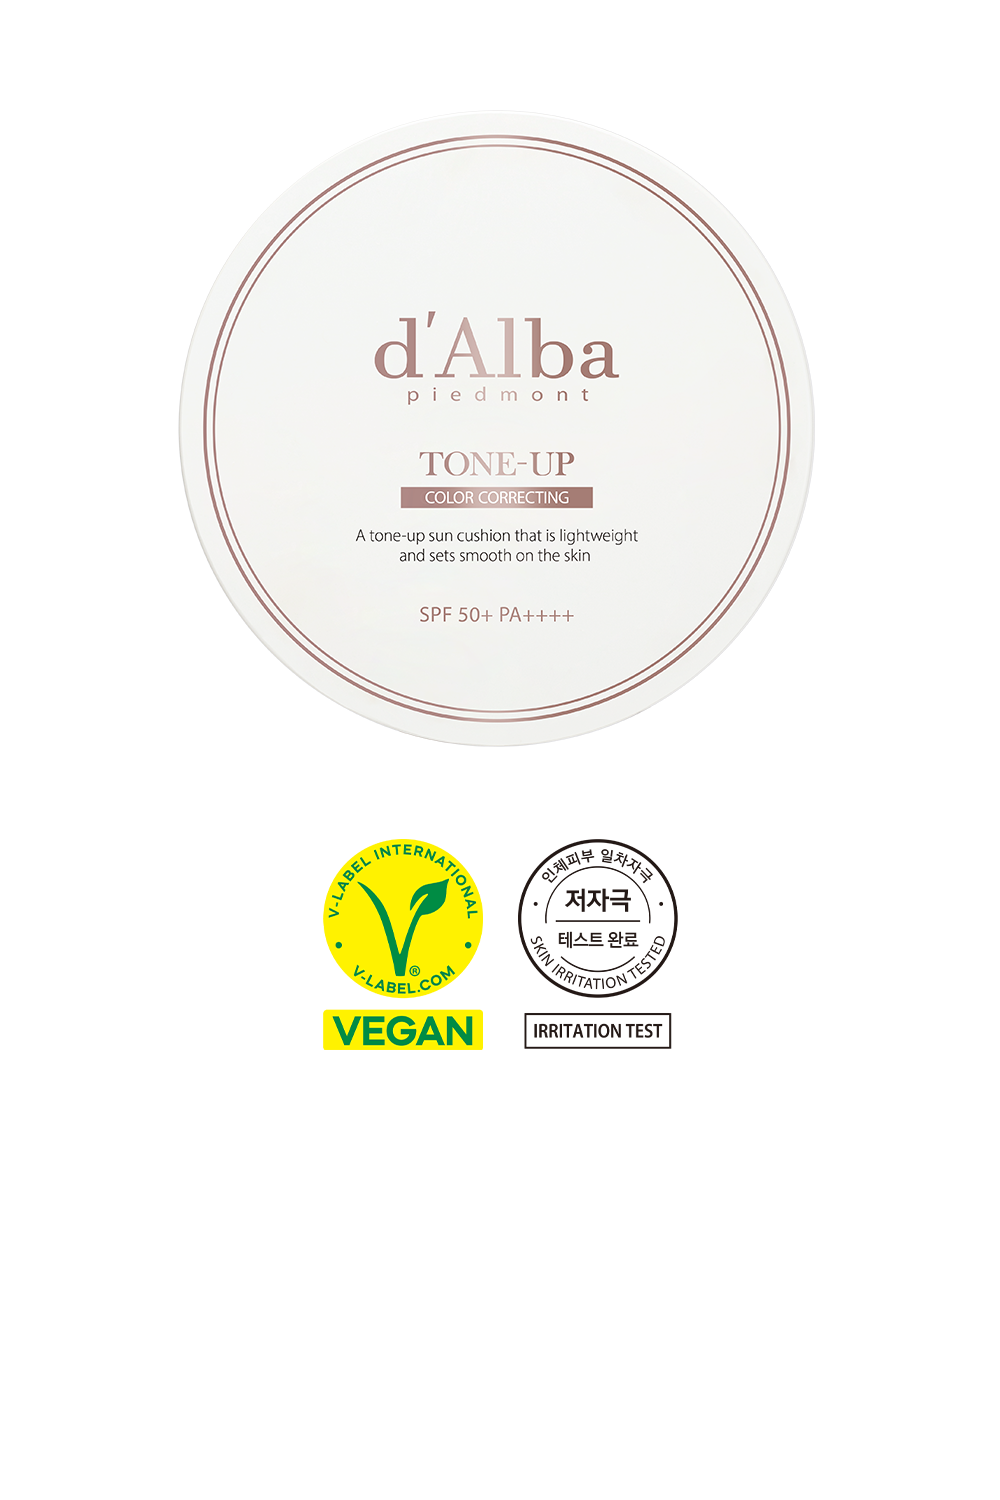 d'Alba
piedmont
TONE-UP
COLOR CORRECTING
A tone-up sun cushion that is lightweight
and sets smooth on the skin
SPF 50+ PA++++
V-LABEL INTERNATIONAL
V®
V-LABEL.COM
VEGAN
인체피부 일차자극
저자극
테스트 완료
SKIN IRRITATION TESTED
IRRITATION TEST